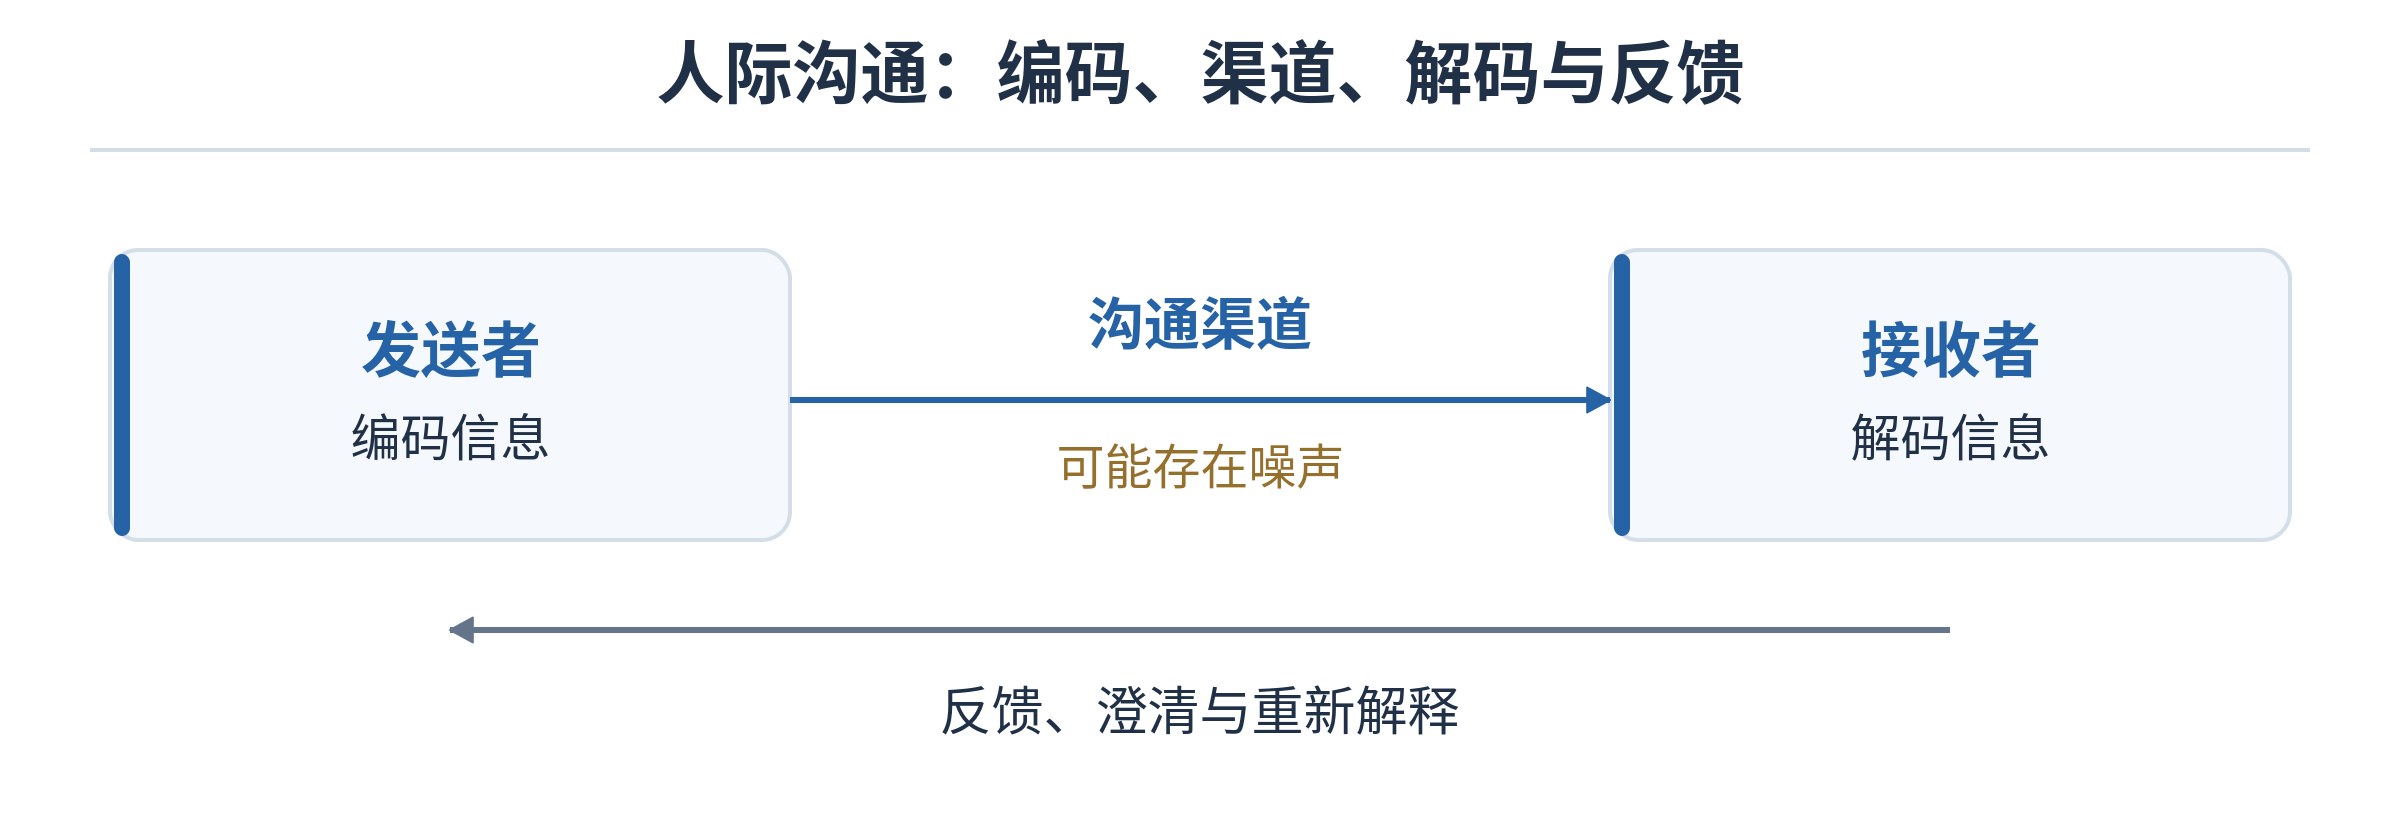 人际沟通：编码、渠道、解码与反馈
发送者
编码信息
沟通渠道
可能存在噪声
接收者
解码信息
反馈、澄清与重新解释